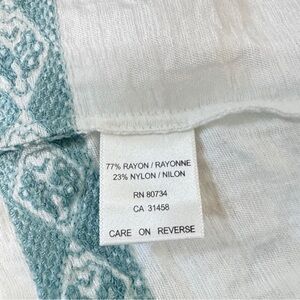 77% RAYON / RAYONNE
23% NYLON / NILON
RN 80734
CA 31458
CARE ON REVERSE